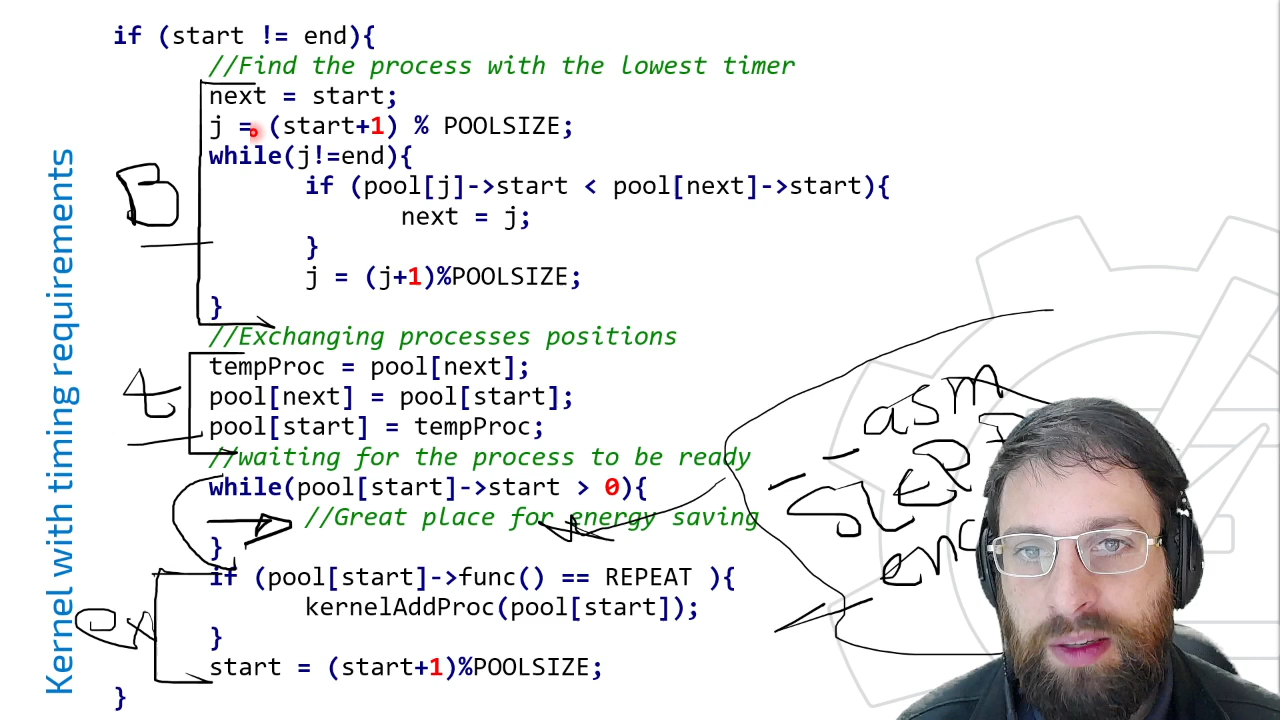 Kernel with timing requirements
if (start != end){
//Find the process with the lowest timer
next = start;
j = (start+1) % POOLSIZE;
while(j!=end){
if (pool[j]->start < pool[next]->start){
next = j;
}
j = (j+1)%POOLSIZE;
}
//Exchanging processes positions
tempProc = pool[next];
pool[next] = pool[start];
pool[start] = tempProc;
//waiting for the process to be ready
while(pool[start]->start > 0){
//Great place for energy saving
}
if (pool[start]->func() == REPEAT ){
kernelAddProc(pool[start]);
}
start = (start+1)%POOLSIZE;
}
B
t
ex
asm